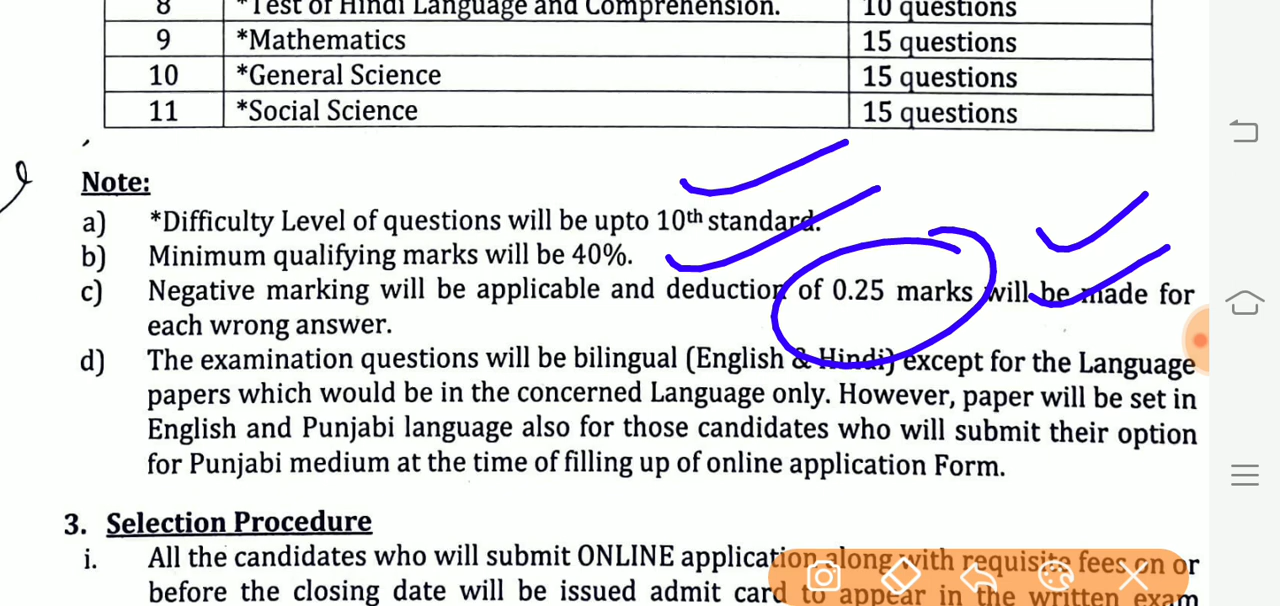 8 *Test of Hindi Language and Comprehension. 10 questions
9 *Mathematics 15 questions
10 *General Science 15 questions
11 *Social Science 15 questions
Note:
a) *Difficulty Level of questions will be upto 10th standard.
b) Minimum qualifying marks will be 40%.
c) Negative marking will be applicable and deduction of 0.25 marks will be made for
each wrong answer.
d) The examination questions will be bilingual (English & Hindi) except for the Language
papers which would be in the concerned Language only. However, paper will be set in
English and Punjabi language also for those candidates who will submit their option
for Punjabi medium at the time of filling up of online application Form.
3. Selection Procedure
i. All the candidates who will submit ONLINE application along with requisite fees on or
before the closing date will be issued admit card to appear in the written exam